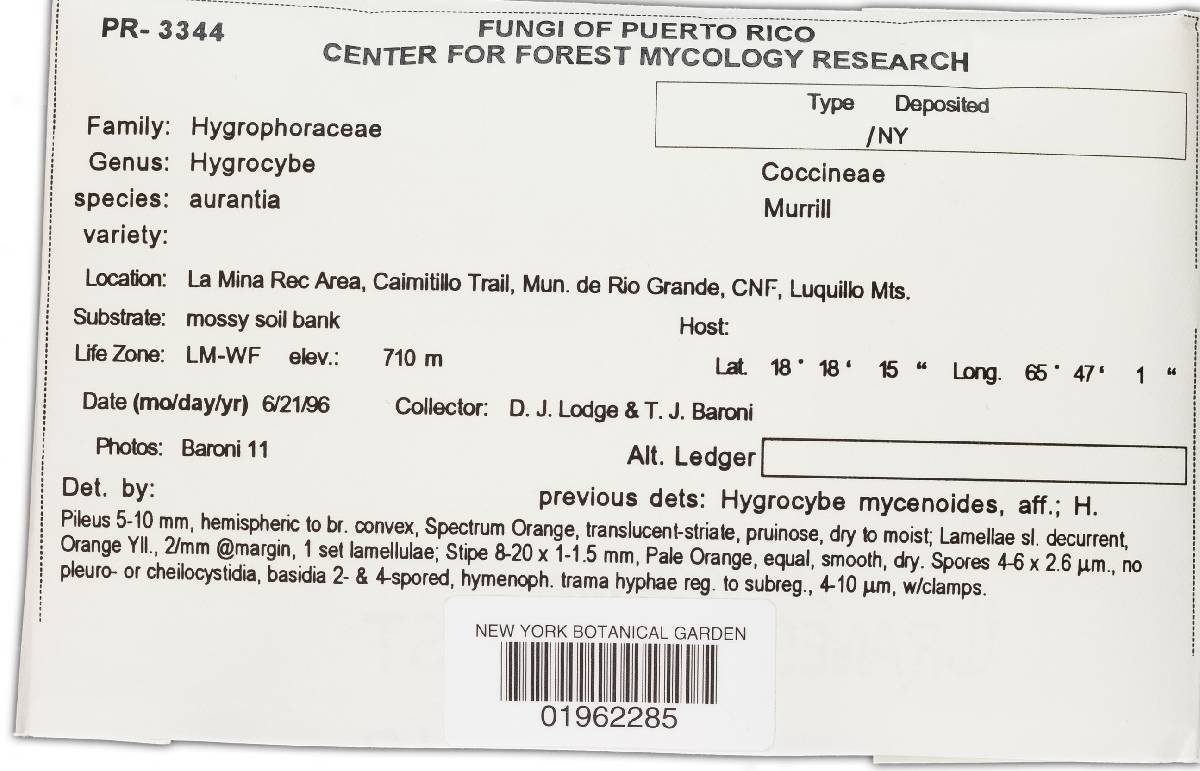 PR- 3344
FUNGI OF PUERTO RICO
CENTER FOR FOREST MYCOLOGY RESEARCH
Type Deposited
/NY
Family: Hygrophoraceae
Genus: Hygrocybe
Coccineae
species: aurantia
Murrill
variety:
Location: La Mina Rec Area, Caimitillo Trail, Mun. de Rio Grande, CNF, Luquillo Mts.
Substrate: mossy soil bank
Host:
Life Zone: LM-WF elev.: 710 m
Lat. 18 ° 18 ‘ 15 “ Long. 65 ° 47 ‘ 1 “
Date (mo/day/yr) 6/21/96 Collector: D. J. Lodge & T. J. Baroni
Photos: Baroni 11
Alt. Ledger
Det. by:
previous dets: Hygrocybe mycenoides, aff.; H.
Pileus 5-10 mm, hemispheric to br. convex, Spectrum Orange, translucent-striate, pruinose, dry to moist; Lamellae sl. decurrent,
Orange Yll., 2/mm @margin, 1 set lamellulae; Stipe 8-20 x 1-1.5 mm, Pale Orange, equal, smooth, dry. Spores 4-6 x 2.6 µm., no
pleuro- or cheilocystidia, basidia 2- & 4-spored, hymenoph. trama hyphae reg. to subreg., 4-10 µm, w/clamps.
NEW YORK BOTANICAL GARDEN
01962285